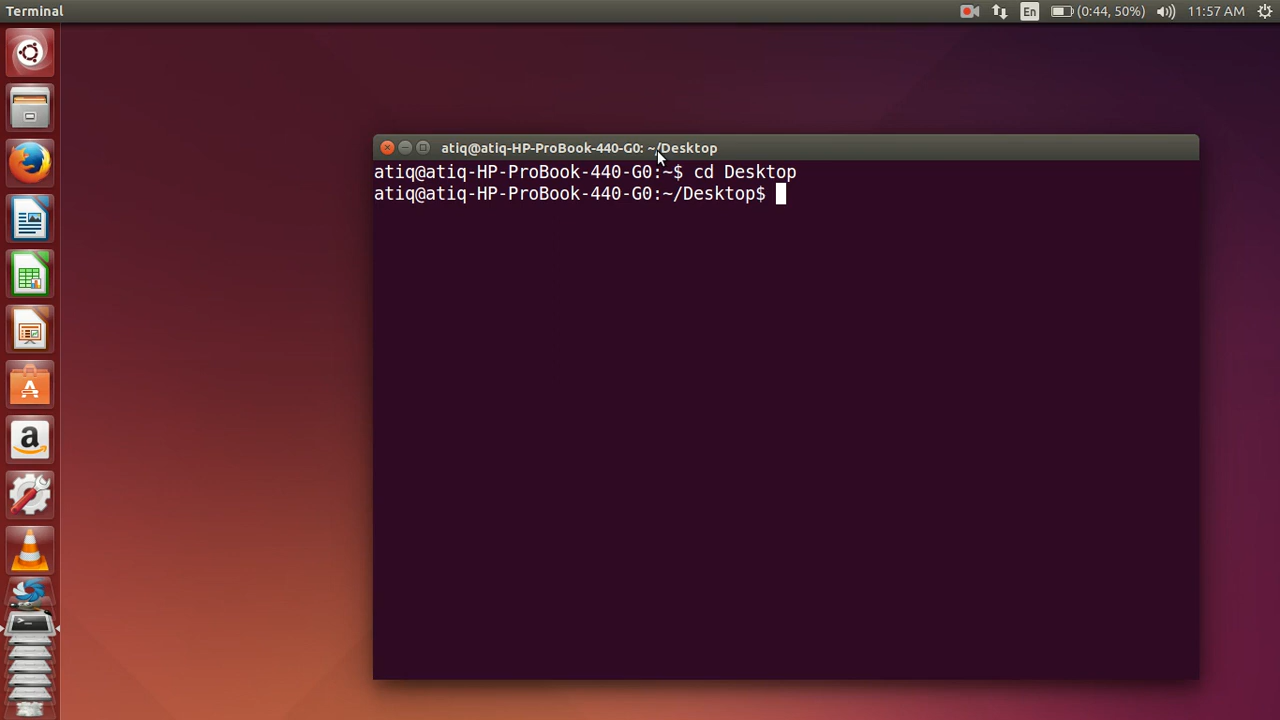 Terminal
En (0:44, 50%) 11:57 AM
atiq@atiq-HP-ProBook-440-G0: ~/Desktop
atiq@atiq-HP-ProBook-440-G0:~$ cd Desktop
atiq@atiq-HP-ProBook-440-G0:~/Desktop$